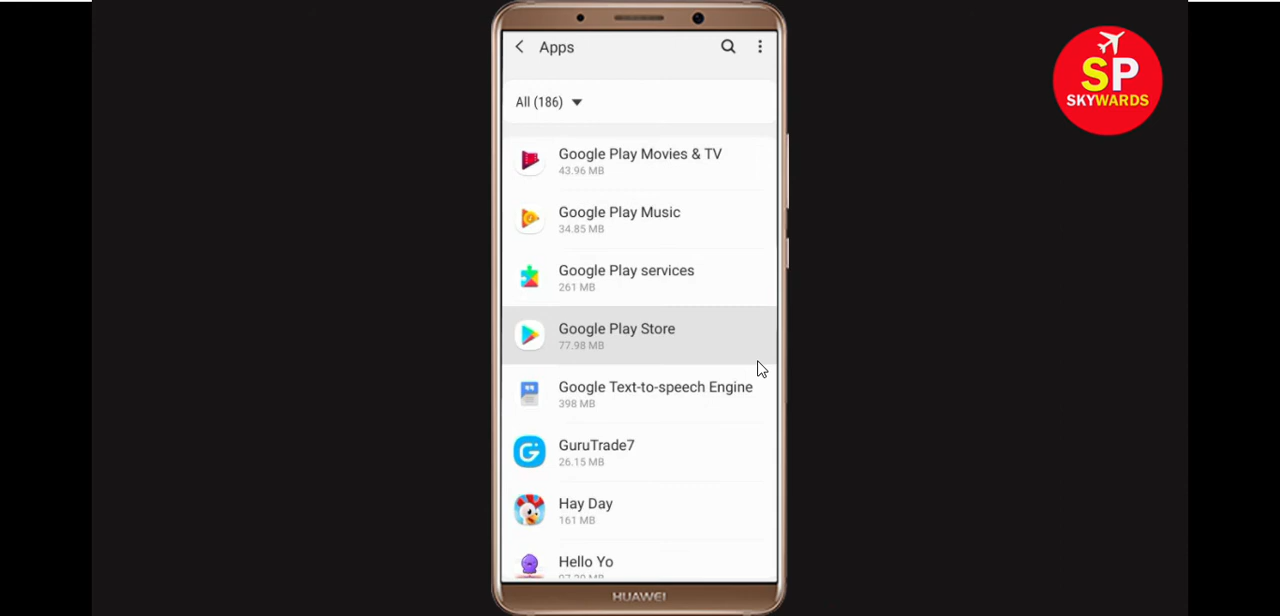 Apps
All (186)
Google Play Movies & TV
43.96 MB
Google Play Music
34.85 MB
Google Play services
261 MB
Google Play Store
77.98 MB
Google Text-to-speech Engine
398 MB
GuruTrade7
26.15 MB
Hay Day
161 MB
Hello Yo
HUAWEI
SP
SKYWARDS